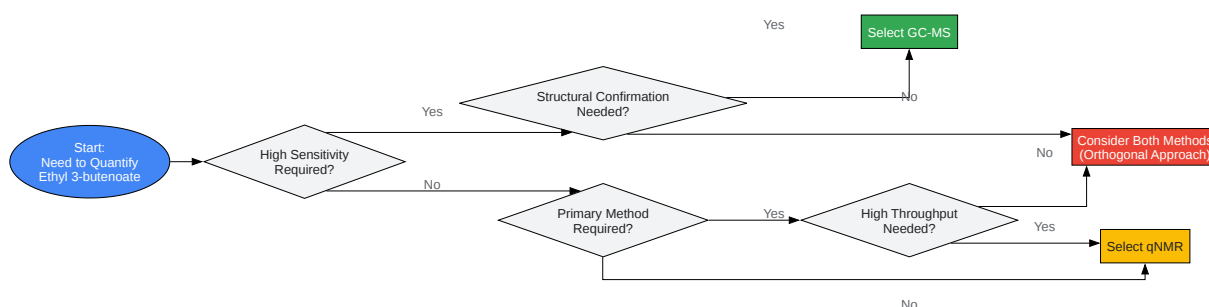 Yes
Select GC-MS
Structural Confirmation
Needed?
No
Yes
Start:
Need to Quantify
Ethyl 3-butenoate
High Sensitivity
Required?
Consider Both Methods
(Orthogonal Approach)
No
No
Primary Method
Required?
Yes
High Throughput
Needed?
Yes
Select qNMR
No